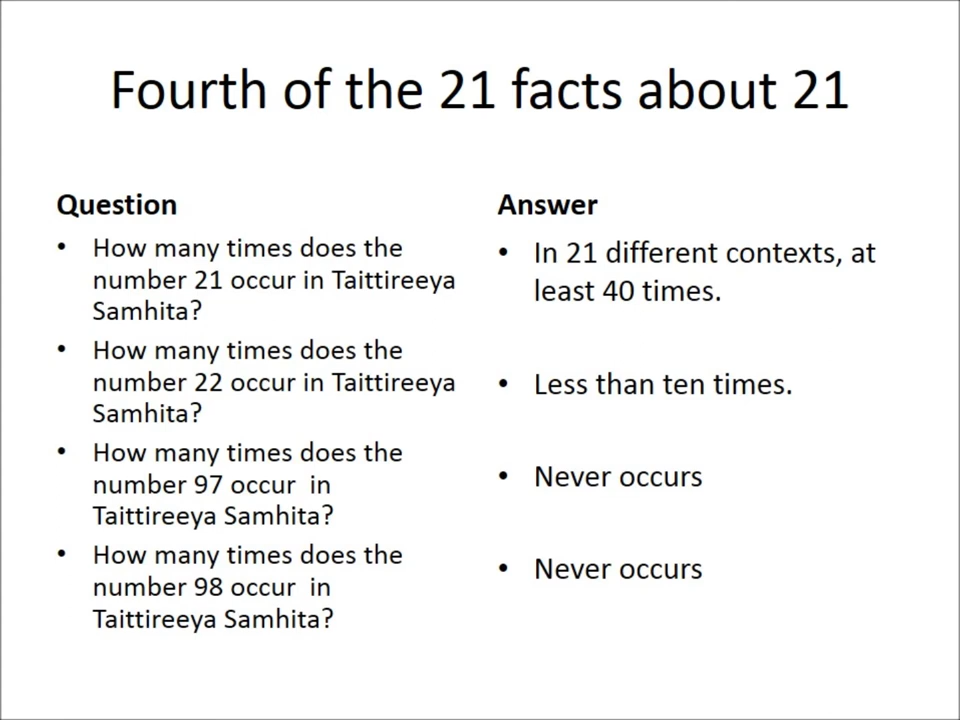 Fourth of the 21 facts about 21
Question
• How many times does the
number 21 occur in Taittireeya
Samhita?
• How many times does the
number 22 occur in Taittireeya
Samhita?
• How many times does the
number 97 occur  in
Taittireeya Samhita?
• How many times does the
number 98 occur  in
Taittireeya Samhita?
Answer
• In 21 different contexts, at
least 40 times.
• Less than ten times.
• Never occurs
• Never occurs